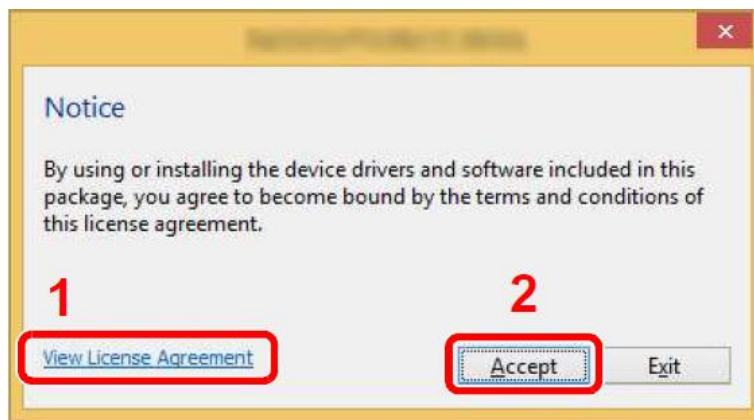 Notice
By using or installing the device drivers and software included in this
package, you agree to become bound by the terms and conditions of
this license agreement.
1
2
View License Agreement
Accept
Exit